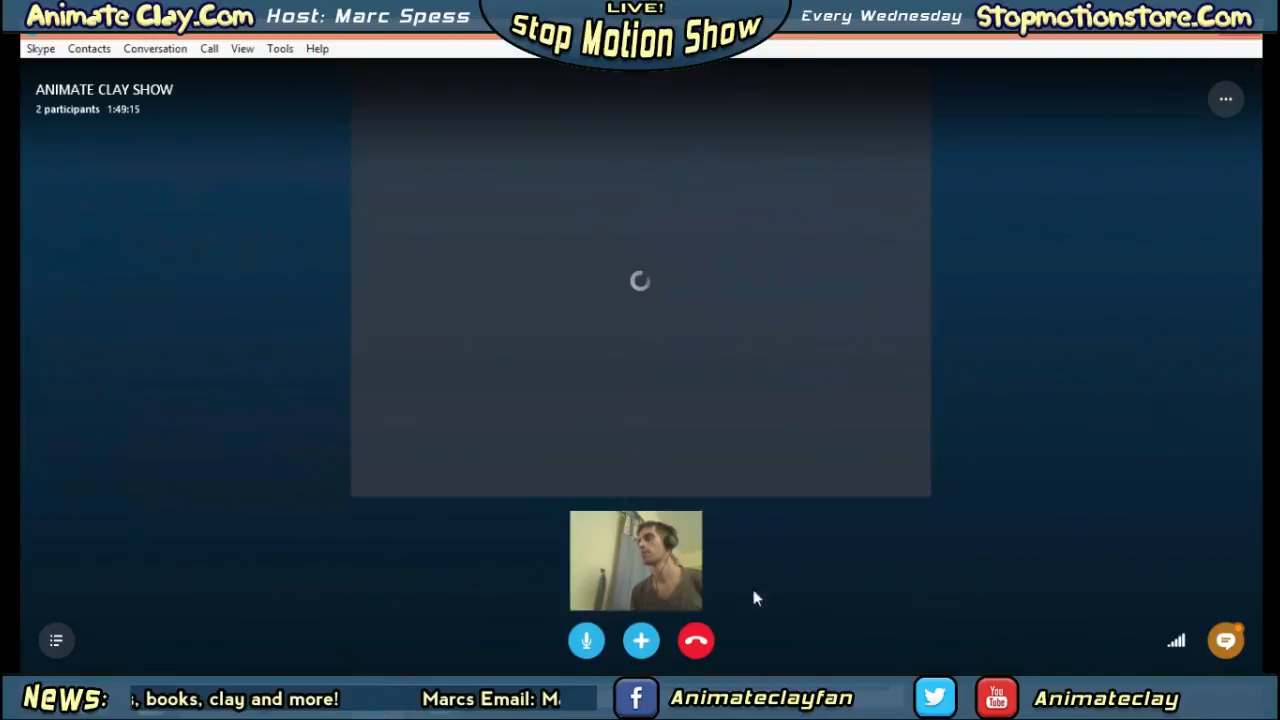 Animate Clay.Com Host: Marc Spess LIVE! Every Wednesday Stopmotionstore.Com
Stop Motion Show
Skype Contacts Conversation Call View Tools Help
ANIMATE CLAY SHOW
2 participants 1:49:15
News: , books, clay and more! Marcs Email: f Animateclayfan You Tube Animateclay